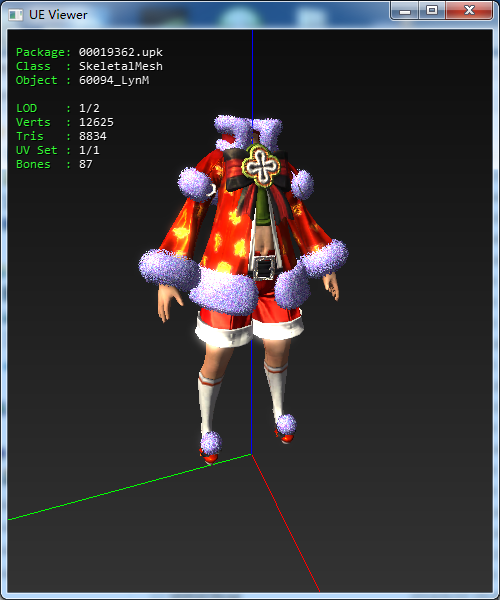 UE Viewer
Package: 00019362.upk
Class : SkeletalMesh
Object : 60094_LynM
LOD : 1/2
Verts : 12625
Tris : 8834
UV Set : 1/1
Bones : 87